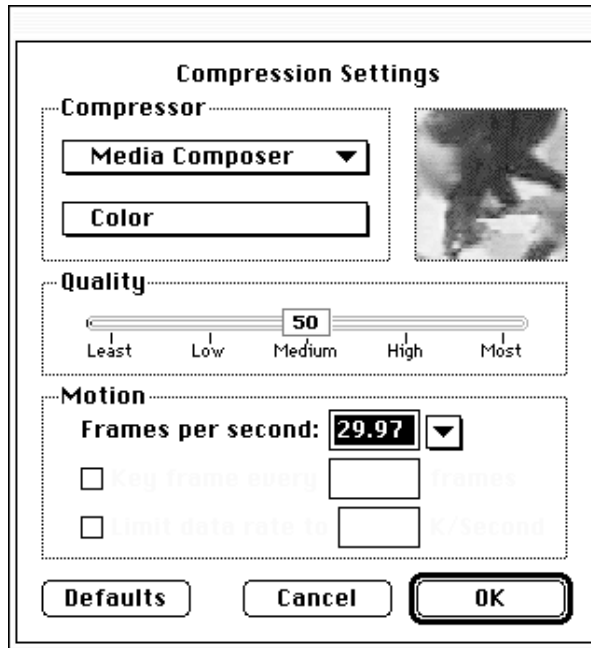 Compression Settings
Compressor
Media Composer
Color
Quality
50
Least Low Medium High Most
Motion
Frames per second: 29.97
Key frame every frames
Limit data rate to K/Second
Defaults Cancel OK